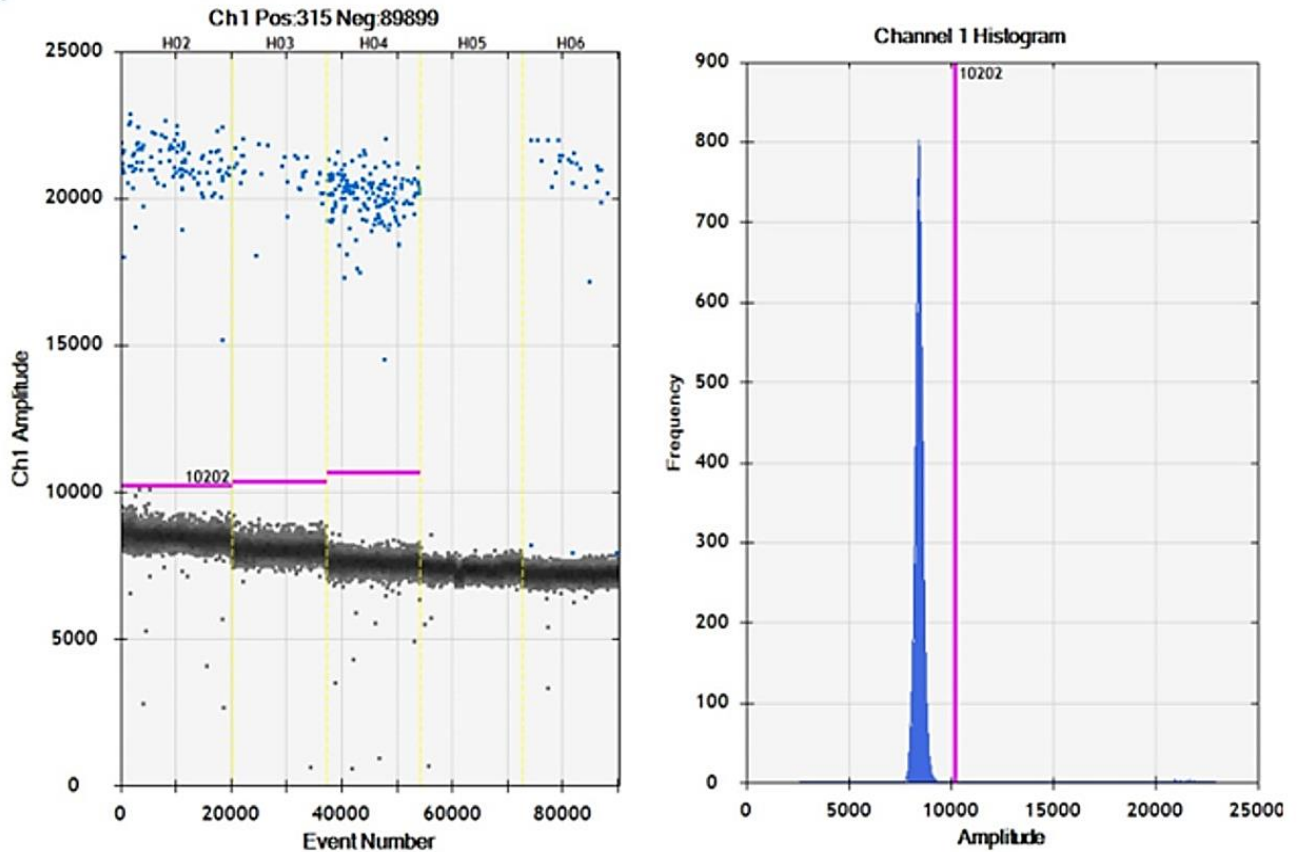 Ch1 Pos:315 Neg:89899
H02 H03 H04 H05 H06
25000
20000
15000
10000
5000
0
10202
Ch1 Amplitude
0 20000 40000 60000 80000
Event Number
Channel 1 Histogram
900
800
700
600
500
400
300
200
100
0
10202
Frequency
0 5000 10000 15000 20000 25000
Amplitude